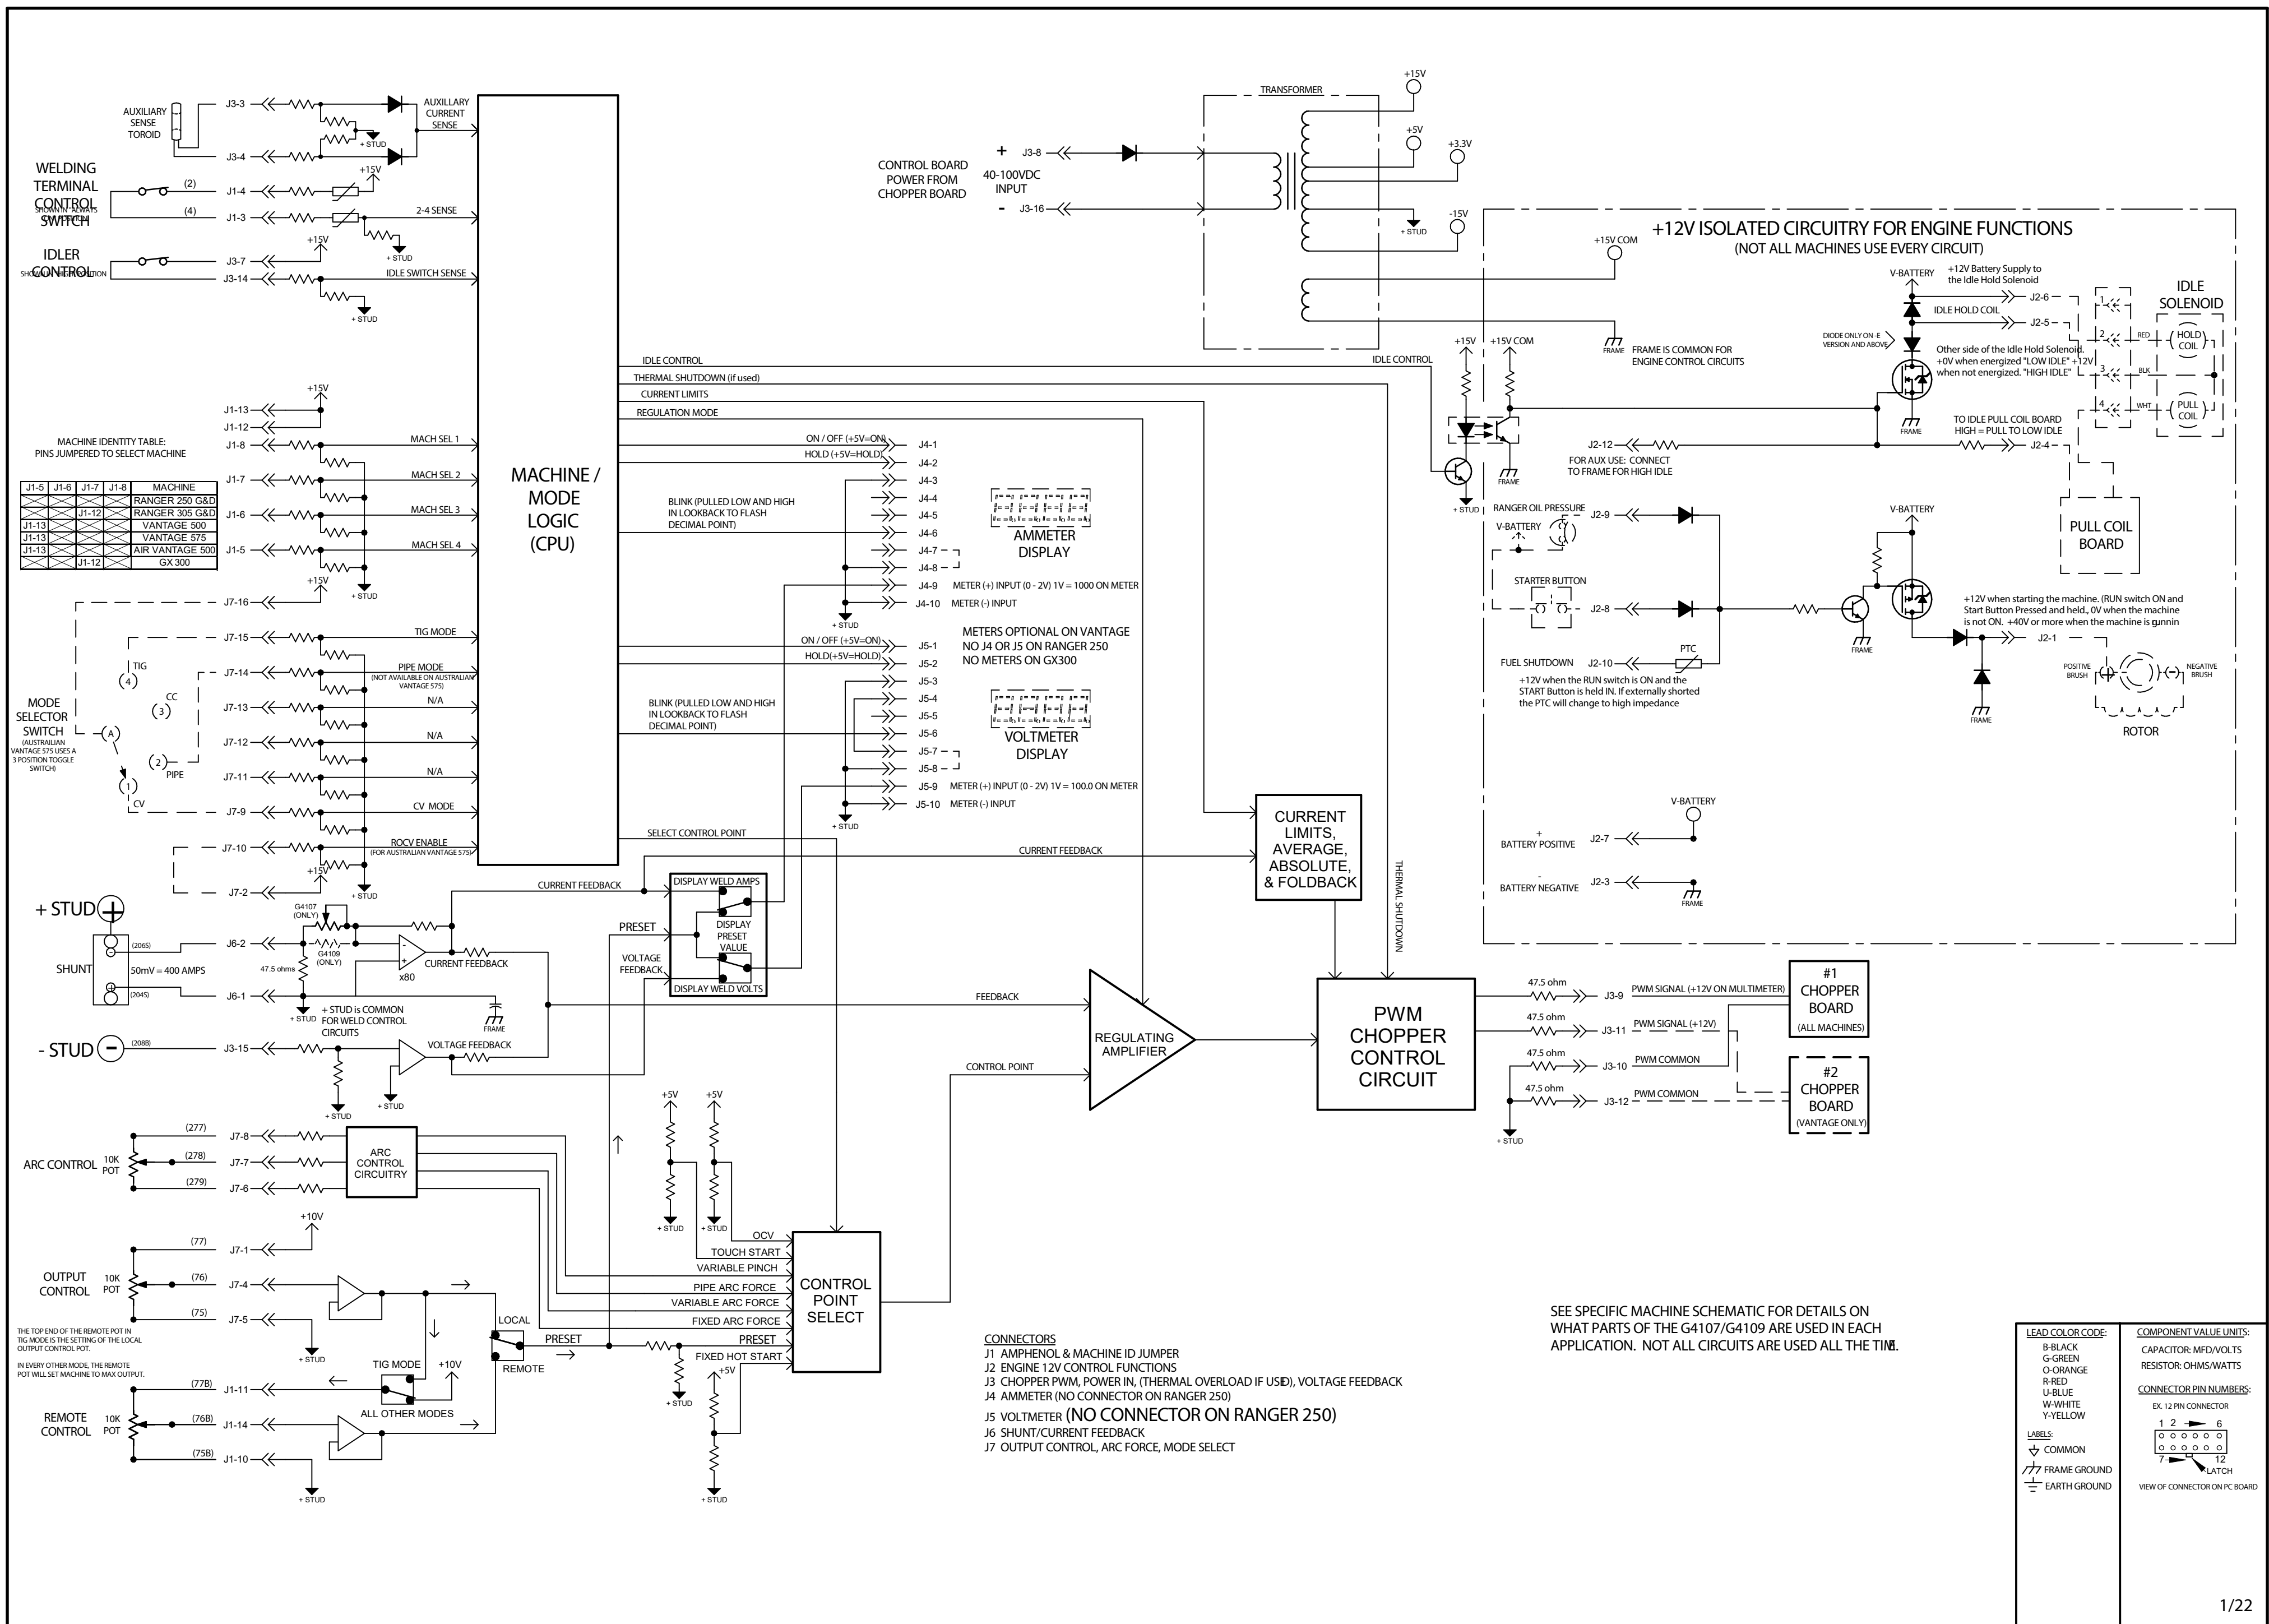 AUXILIARY
SENSE
TOROID
J3-3
J3-4
AUXILLARY
CURRENT
SENSE
+ STUD
WELDING
TERMINAL
CONTROL
SWITCH
(2)
(4)
J1-4
J1-3
+15V
2-4 SENSE
+ STUD
IDLER
CONTROL
J3-7
J3-14
+15V
IDLE SWITCH SENSE
+ STUD
+15V
J1-13
J1-12
J1-8
MACH SEL 1
J1-7
MACH SEL 2
J1-6
MACH SEL 3
J1-5
MACH SEL 4
+ STUD
MACHINE IDENTITY TABLE:
PINS JUMPERED TO SELECT MACHINE
J1-5 J1-6 J1-7 J1-8 MACHINE
RANGER 250 G&D
J1-12 RANGER 305 G&D
J1-13 VANTAGE 500
J1-13 VANTAGE 575
J1-13 AIR VANTAGE 500
J1-12 GX 300
+15V
J7-16
J7-15
TIG MODE
J7-14
PIPE MODE
(NOT AVAILABLE ON AUSTRALIAN
VANTAGE 575)
J7-13
N/A
J7-12
N/A
J7-11
N/A
J7-9
CV MODE
J7-10
ROCV ENABLE
(FOR AUSTRALIAN VANTAGE 575)
+15V
J7-2
+ STUD
MODE
SELECTOR
SWITCH
(AUSTRAILIAN
VANTAGE 575 USES A
3 POSITION TOGGLE
SWITCH)
TIG
4
CC
3
A
2
PIPE
1
CV
MACHINE /
MODE
LOGIC
(CPU)
CONTROL BOARD
POWER FROM
CHOPPER BOARD
+ J3-8
40-100VDC
INPUT
- J3-16
TRANSFORMER
+15V
+5V
+3.3V
+ STUD
-15V
+15V COM
FRAME
FRAME IS COMMON FOR
ENGINE CONTROL CIRCUITS
IDLE CONTROL
IDLE CONTROL
THERMAL SHUTDOWN (if used)
CURRENT LIMITS
REGULATION MODE
ON / OFF (+5V=ON)
HOLD (+5V=HOLD)
BLINK (PULLED LOW AND HIGH
IN LOOKBACK TO FLASH
DECIMAL POINT)
J4-1
J4-2
J4-3
J4-4
J4-5
J4-6
J4-7
J4-8
J4-9 METER (+) INPUT (0 - 2V) 1V = 1000 ON METER
J4-10 METER (-) INPUT
+ STUD
AMMETER
DISPLAY
METERS OPTIONAL ON VANTAGE
NO J4 OR J5 ON RANGER 250
NO METERS ON GX300
ON / OFF (+5V=ON)
HOLD(+5V=HOLD)
BLINK (PULLED LOW AND HIGH
IN LOOKBACK TO FLASH
DECIMAL POINT)
J5-1
J5-2
J5-3
J5-4
J5-5
J5-6
J5-7
J5-8
J5-9 METER (+) INPUT (0 - 2V) 1V = 100.0 ON METER
J5-10 METER (-) INPUT
+ STUD
VOLTMETER
DISPLAY
SELECT CONTROL POINT
CURRENT FEEDBACK
+12V ISOLATED CIRCUITRY FOR ENGINE FUNCTIONS
(NOT ALL MACHINES USE EVERY CIRCUIT)
V-BATTERY
+12V Battery Supply to
the Idle Hold Solenoid
J2-6
IDLE HOLD COIL
J2-5
DIODE ONLY ON -E
VERSION AND ABOVE
Other side of the Idle Hold Solenoid.
+0V when energized "LOW IDLE" +12V
when not energized. "HIGH IDLE"
FRAME
IDLE
SOLENOID
1
2
3
4
RED
BLK
WHT
HOLD
COIL
PULL
COIL
+15V
+15V COM
FRAME
+ STUD
TO IDLE PULL COIL BOARD
HIGH = PULL TO LOW IDLE
J2-4
J2-12
FOR AUX USE: CONNECT
TO FRAME FOR HIGH IDLE
PULL COIL
BOARD
RANGER OIL PRESSURE
J2-9
V-BATTERY
STARTER BUTTON
J2-8
FUEL SHUTDOWN
J2-10
PTC
+12V when the RUN switch is ON and the
START Button is held IN. If externally shorted
the PTC will change to high impedance
V-BATTERY
FRAME
+12V when starting the machine. (RUN switch ON and
Start Button Pressed and held., 0V when the machine
is not ON. +40V or more when the machine is
J2-1
FRAME
POSITIVE
BRUSH
+
-
NEGATIVE
BRUSH
ROTOR
V-BATTERY
+
BATTERY POSITIVE
J2-7
-
BATTERY NEGATIVE
J2-3
FRAME
CURRENT
LIMITS,
AVERAGE,
ABSOLUTE,
& FOLDBACK
THERMAL SHUTDOWN
+ STUD
SHUNT
50mV = 400 AMPS
(206S)
(204S)
J6-2
J6-1
G4107
(ONLY)
G4109
(ONLY)
47.5 ohms
-
+
x80
CURRENT FEEDBACK
CURRENT FEEDBACK
+ STUD
+ STUD is COMMON
FOR WELD CONTROL
CIRCUITS
FRAME
- STUD
(208B)
J3-15
VOLTAGE FEEDBACK
+ STUD
+ STUD
DISPLAY WELD AMPS
DISPLAY
PRESET
VALUE
DISPLAY WELD VOLTS
PRESET
VOLTAGE
FEEDBACK
FEEDBACK
CONTROL POINT
REGULATING
AMPLIFIER
PWM
CHOPPER
CONTROL
CIRCUIT
47.5 ohm
J3-9
PWM SIGNAL (+12V ON MULTIMETER)
47.5 ohm
J3-11
PWM SIGNAL (+12V)
47.5 ohm
J3-10
PWM COMMON
47.5 ohm
J3-12
PWM COMMON
+ STUD
#1
CHOPPER
BOARD
(ALL MACHINES)
#2
CHOPPER
BOARD
(VANTAGE ONLY)
ARC CONTROL
10K
POT
(277)
(278)
(279)
J7-8
J7-7
J7-6
ARC
CONTROL
CIRCUITRY
+5V
+5V
+ STUD
+ STUD
OUTPUT
CONTROL
10K
POT
(77)
(76)
(75)
J7-1
J7-4
J7-5
+10V
+ STUD
THE TOP END OF THE REMOTE POT IN
TIG MODE IS THE SETTING OF THE LOCAL
OUTPUT CONTROL POT.
IN EVERY OTHER MODE, THE REMOTE
POT WILL SET MACHINE TO MAX OUTPUT.
REMOTE
CONTROL
10K
POT
(77B)
(76B)
(75B)
J1-11
J1-14
J1-10
+ STUD
TIG MODE
+10V
ALL OTHER MODES
LOCAL
REMOTE
PRESET
OCV
TOUCH START
VARIABLE PINCH
PIPE ARC FORCE
VARIABLE ARC FORCE
FIXED ARC FORCE
PRESET
FIXED HOT START
+5V
+ STUD
+ STUD
CONTROL
POINT
SELECT
CONNECTORS
J1 AMPHENOL & MACHINE ID JUMPER
J2 ENGINE 12V CONTROL FUNCTIONS
J3 CHOPPER PWM, POWER IN, (THERMAL OVERLOAD IF USED), VOLTAGE FEEDBACK
J4 AMMETER (NO CONNECTOR ON RANGER 250)
J5 VOLTMETER (NO CONNECTOR ON RANGER 250)
J6 SHUNT/CURRENT FEEDBACK
J7 OUTPUT CONTROL, ARC FORCE, MODE SELECT
SEE SPECIFIC MACHINE SCHEMATIC FOR DETAILS ON
WHAT PARTS OF THE G4107/G4109 ARE USED IN EACH
APPLICATION. NOT ALL CIRCUITS ARE USED ALL THE TIME.
LEAD COLOR CODE:
B-BLACK
G-GREEN
O-ORANGE
R-RED
U-BLUE
W-WHITE
Y-YELLOW
LABELS:
COMMON
FRAME GROUND
EARTH GROUND
COMPONENT VALUE UNITS:
CAPACITOR: MFD/VOLTS
RESISTOR: OHMS/WATTS
CONNECTOR PIN NUMBERS:
EX. 12 PIN CONNECTOR
1 2 6
7 12
LATCH
VIEW OF CONNECTOR ON PC BOARD
1/22